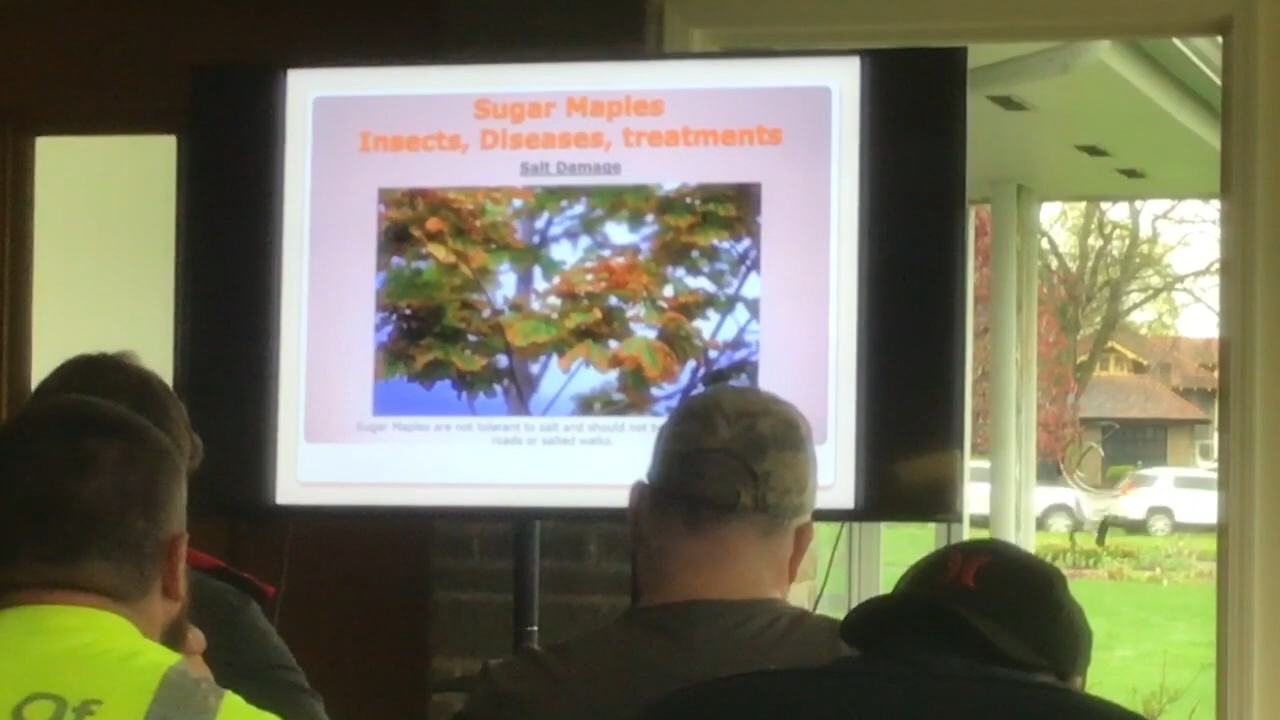 Sugar Maples
Insects, Diseases, treatments
Salt Damage
Sugar Maples are not tolerant to salt and should not be
roads or salted walks.
Of